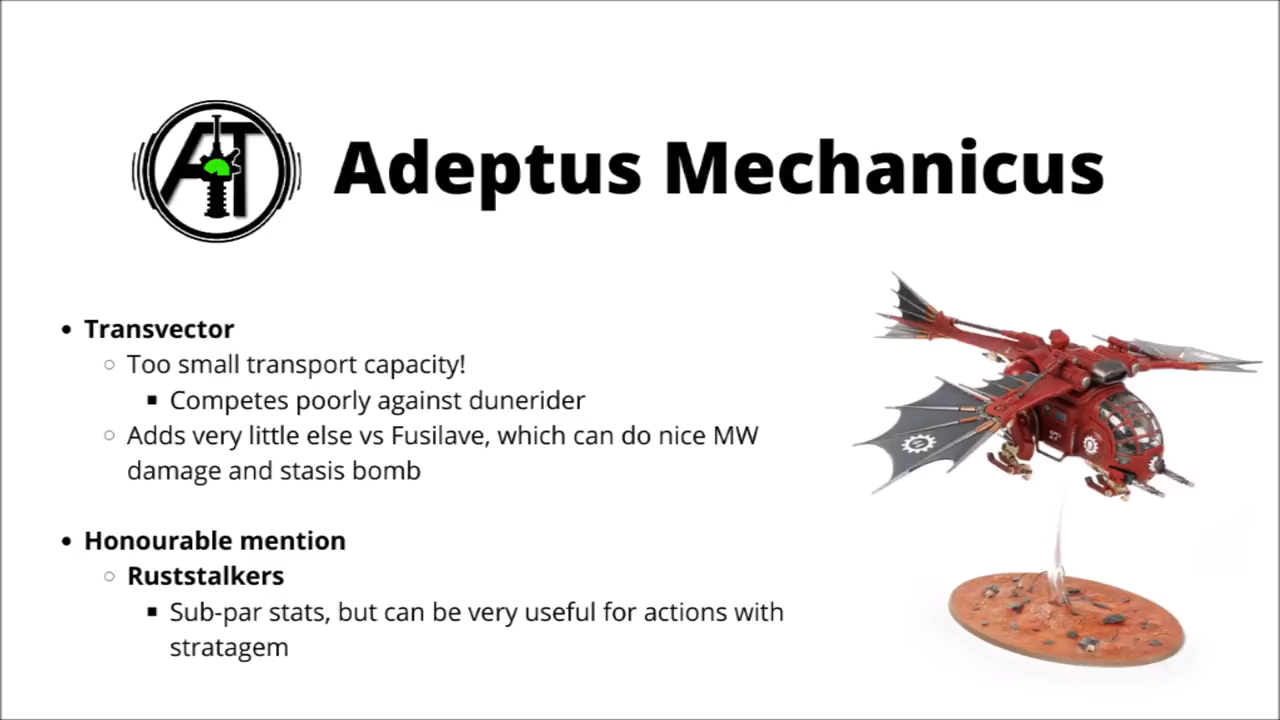 AT
Adeptus Mechanicus
• Transvector
○ Too small transport capacity!
▪ Competes poorly against dunerider
○ Adds very little else vs Fusilave, which can do nice MW
damage and stasis bomb
• Honourable mention
○ Ruststalkers
▪ Sub-par stats, but can be very useful for actions with
stratagem